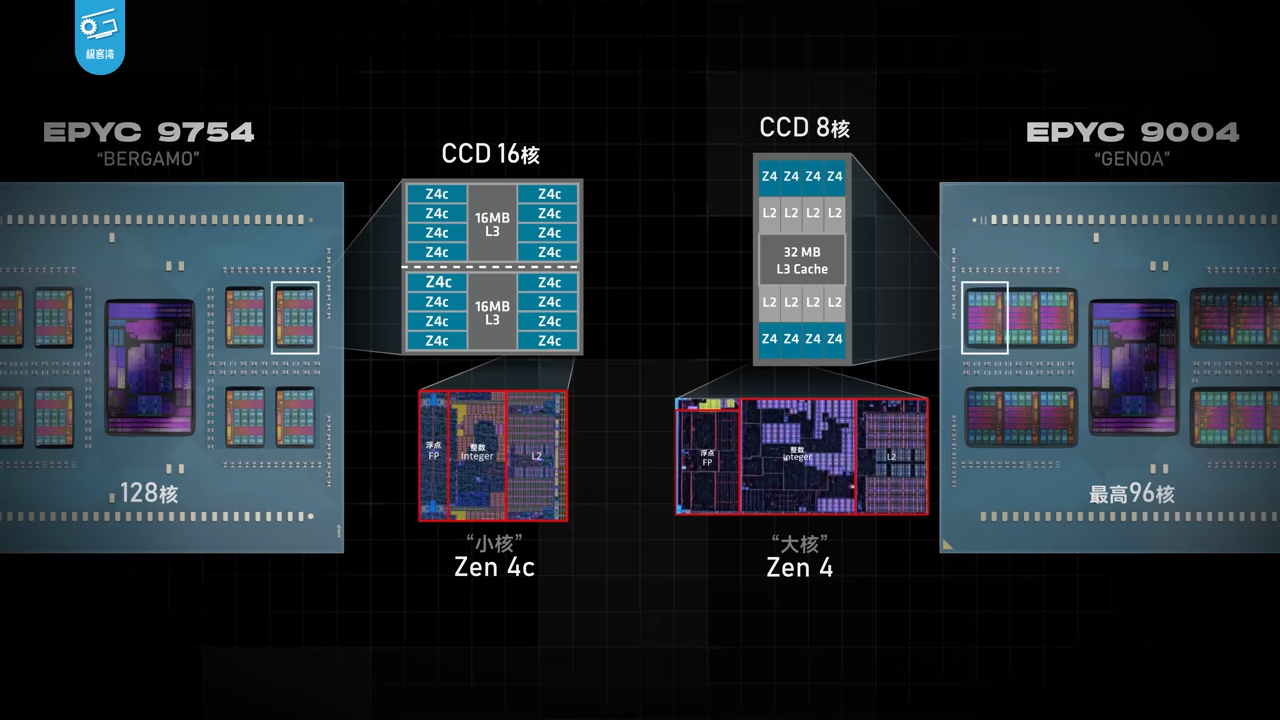 极客湾
EPYC 9754
“BERGAMO”
128核
CCD 16核
Z4c
Z4c
Z4c
Z4c
16MB
L3
Z4c
Z4c
Z4c
Z4c
Z4c
Z4c
Z4c
Z4c
16MB
L3
Z4c
Z4c
Z4c
Z4c
浮点
FP
整数
Integer
L2
“小核”
Zen 4c
CCD 8核
Z4 Z4 Z4 Z4
L2 L2 L2 L2
32 MB
L3 Cache
L2 L2 L2 L2
Z4 Z4 Z4 Z4
浮点
FP
整数
Integer
L2
“大核”
Zen 4
EPYC 9004
“GENOA”
最高96核